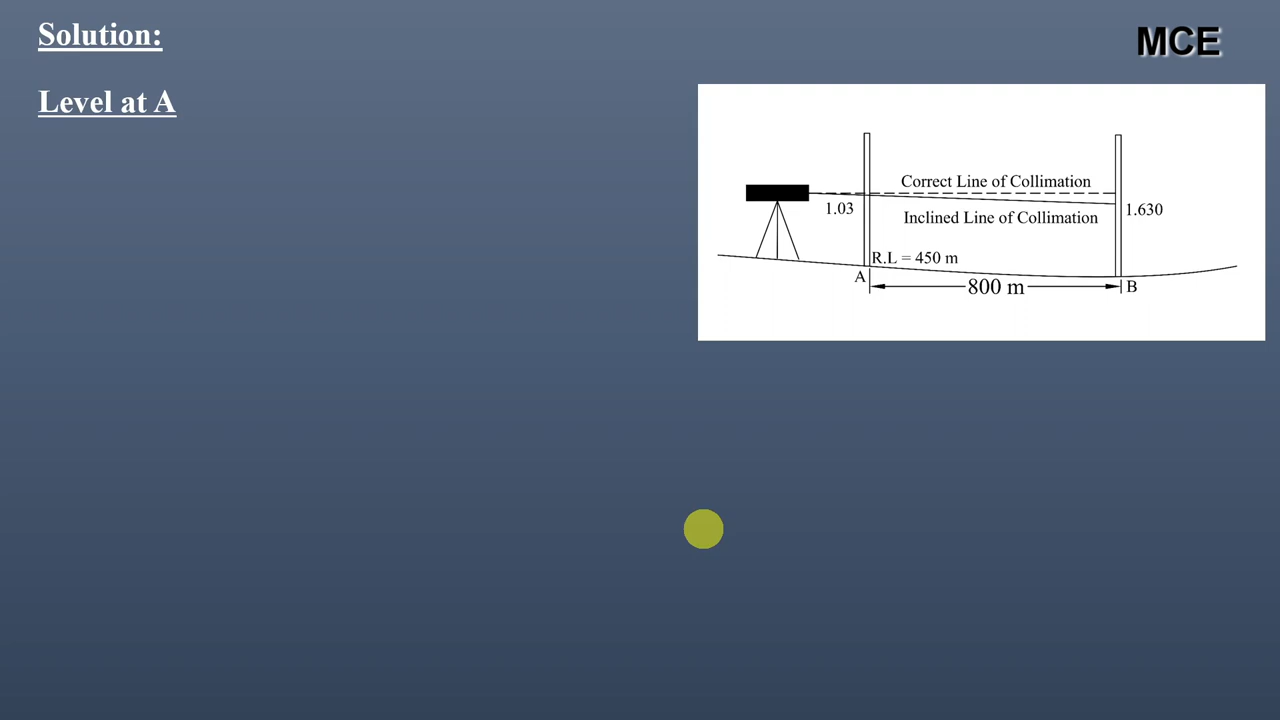 Solution:
MCE
Level at A
Correct Line of Collimation
1.03
Inclined Line of Collimation
1.630
R.L = 450 m
A
800 m
B